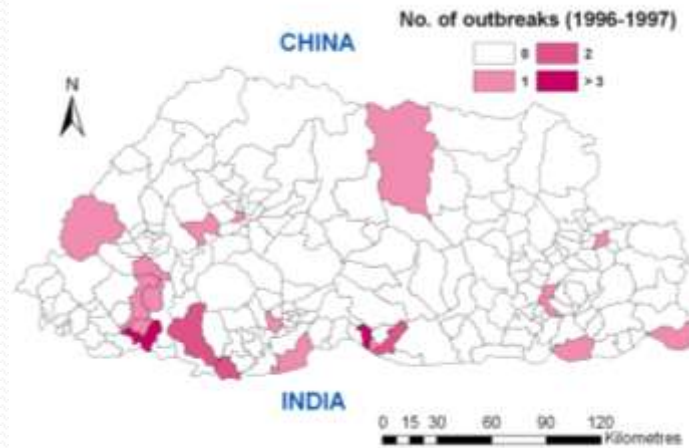 No. of outbreaks (1996-1997)
CHINA
0 2
1 > 3
N
INDIA
0 15 30 60 90 120
Kilometres